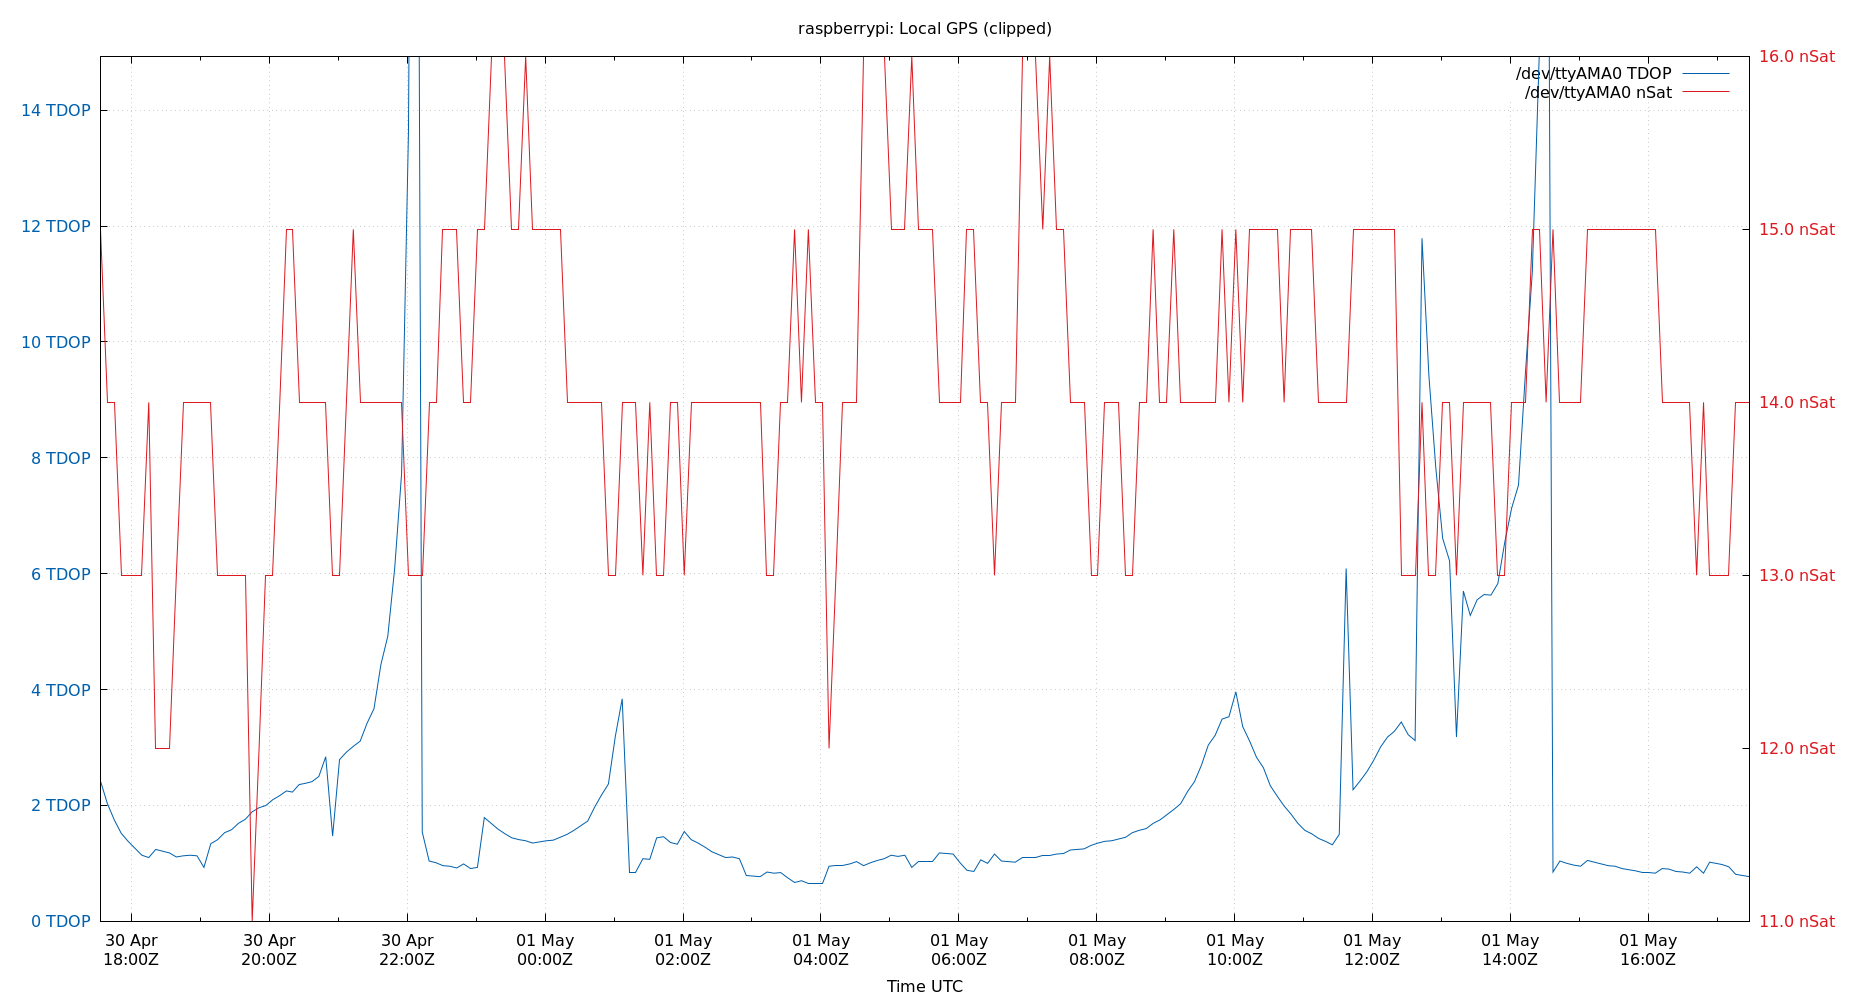 raspberrypi: Local GPS (clipped)
16.0 nSat
/dev/ttyAMA0 TDOP
/dev/ttyAMA0 nSat
14 TDOP
12 TDOP
15.0 nSat
10 TDOP
14.0 nSat
8 TDOP
6 TDOP
13.0 nSat
4 TDOP
12.0 nSat
2 TDOP
0 TDOP
11.0 nSat
30 Apr 30 Apr 30 Apr 01 May 01 May 01 May 01 May 01 May 01 May 01 May 01 May 01 May
18:00Z 20:00Z 22:00Z 00:00Z 02:00Z 04:00Z 06:00Z 08:00Z 10:00Z 12:00Z 14:00Z 16:00Z
Time UTC